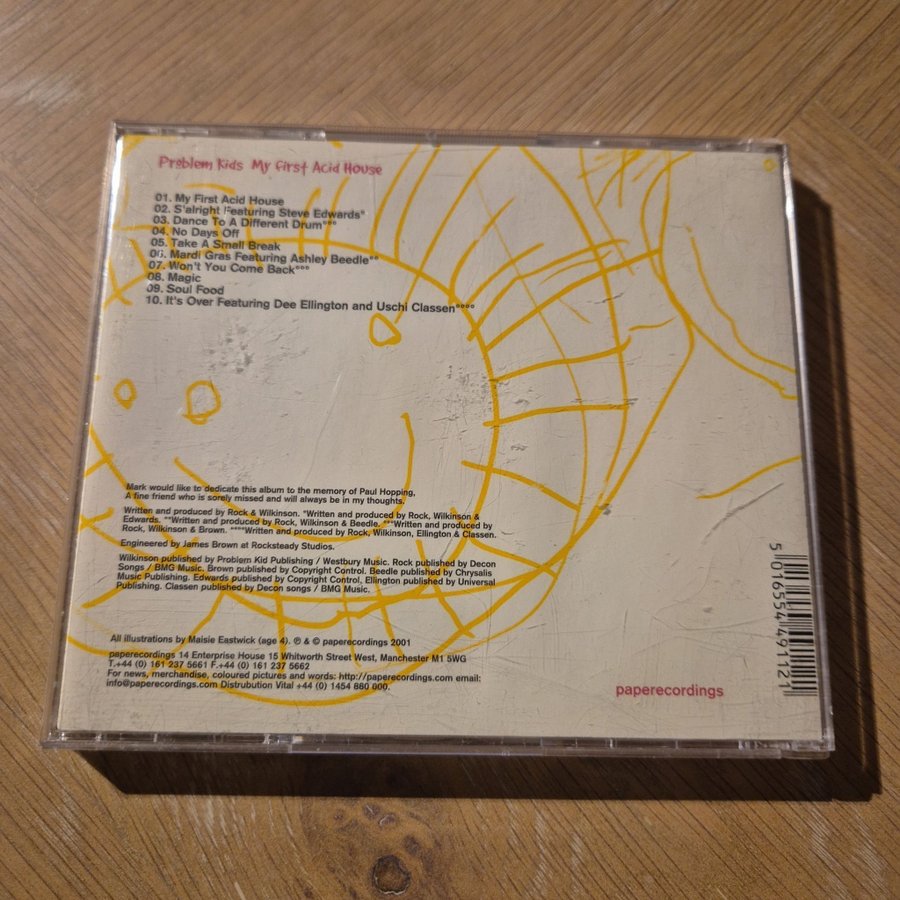 Problem Kids My First Acid House
01. My First Acid House
02. S'alright Featuring Steve Edwards*
03. Dance To A Different Drum***
04. No Days Off
05. Take A Small Break
06. Mardi Gras Featuring Ashley Beedle**
07. Won't You Come Back***
08. Magic
09. Soul Food
10. It's Over Featuring Dee Ellington and Uschi Classen****
Mark would like to dedicate this album to the memory of Paul Hopping,
A fine friend who is sorely missed and will always be in my thoughts.
Written and produced by Rock & Wilkinson. *Written and produced by Rock, Wilkinson &
Edwards. **Written and produced by Rock, Wilkinson & Beedle. ***Written and produced by
Rock, Wilkinson & Brown. ****Written and produced by Rock, Wilkinson, Ellington & Classen.
Engineered by James Brown at Rocksteady Studios.
Wilkinson published by Problem Kid Publishing / Westbury Music. Rock published by Decon
Songs / BMG Music. Brown published by Copyright Control. Beedle published by Chrysalis
Music Publishing. Edwards published by Copyright Control, Ellington published by Universal
Publishing. Classen published by Decon songs / BMG Music.
All illustrations by Maisie Eastwick (age 4). ℗ & © paperecordings 2001
paperecordings 14 Enterprise House 15 Whitworth Street West, Manchester M1 5WG
T.+44 (0) 161 237 5661 F.+44 (0) 161 237 5662
For news, merchandise, coloured pictures and words: http://paperecordings.com email:
info@paperecordings.com Distrubution Vital +44 (0) 1454 880 000.
paperecordings
5 016554 491121